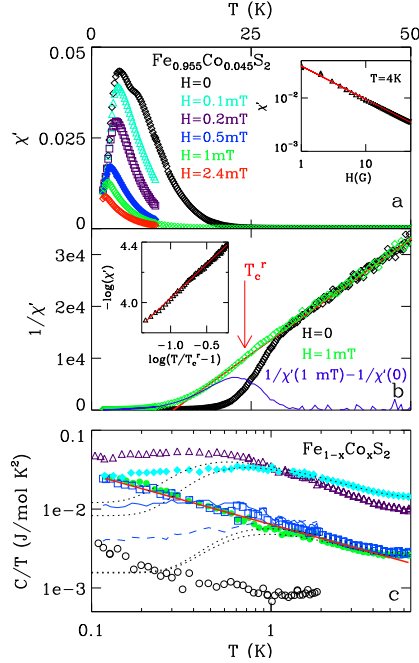 T (K)
0 25 50
0.05
0.025
0
χ'
Fe0.955Co0.045S2
H=0
H=0.1mT
H=0.2mT
H=0.5mT
H=1mT
H=2.4mT
T=4K
10⁻²
10⁻³
χ'
1 10
H(G)
a
3e4
2e4
1e4
0
1/χ'
4.4
4.0
-log(χ')
-1.0 -0.5
log(T/Tcʳ-1)
Tcʳ
H=0
H=1mT
1/χ'(1 mT)-1/χ'(0)
b
0.1
1e-2
1e-3
C/T (J/mol K²)
Fe1-xCoxS2
c
0.1 1
T (K)